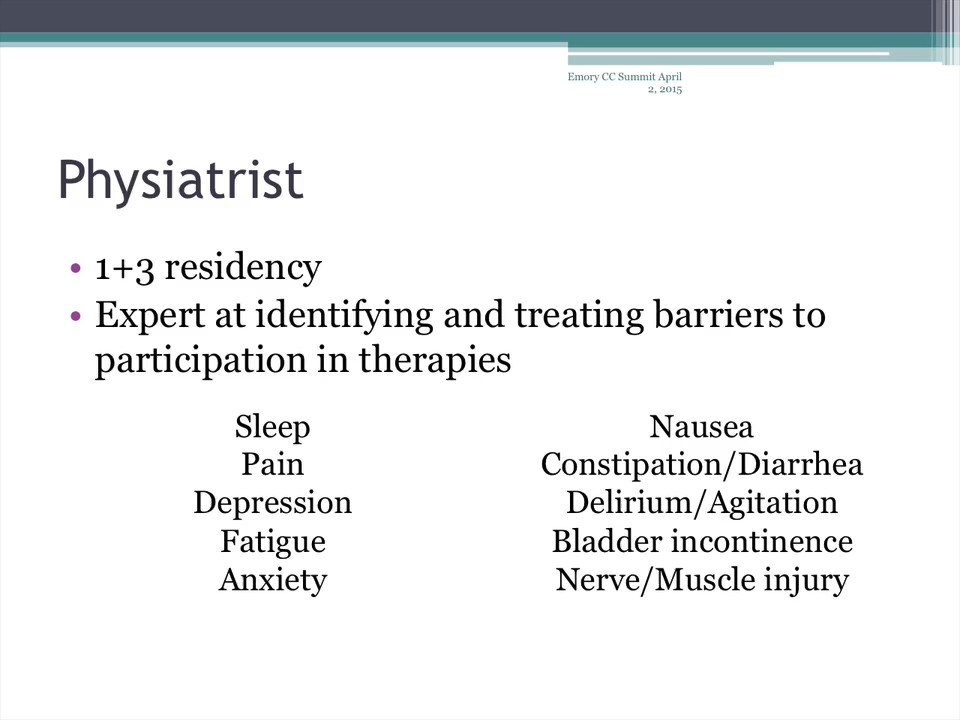 Emory CC Summit April
2, 2015
Physiatrist
• 1+3 residency
• Expert at identifying and treating barriers to
participation in therapies
Sleep
Pain
Depression
Fatigue
Anxiety
Nausea
Constipation/Diarrhea
Delirium/Agitation
Bladder incontinence
Nerve/Muscle injury